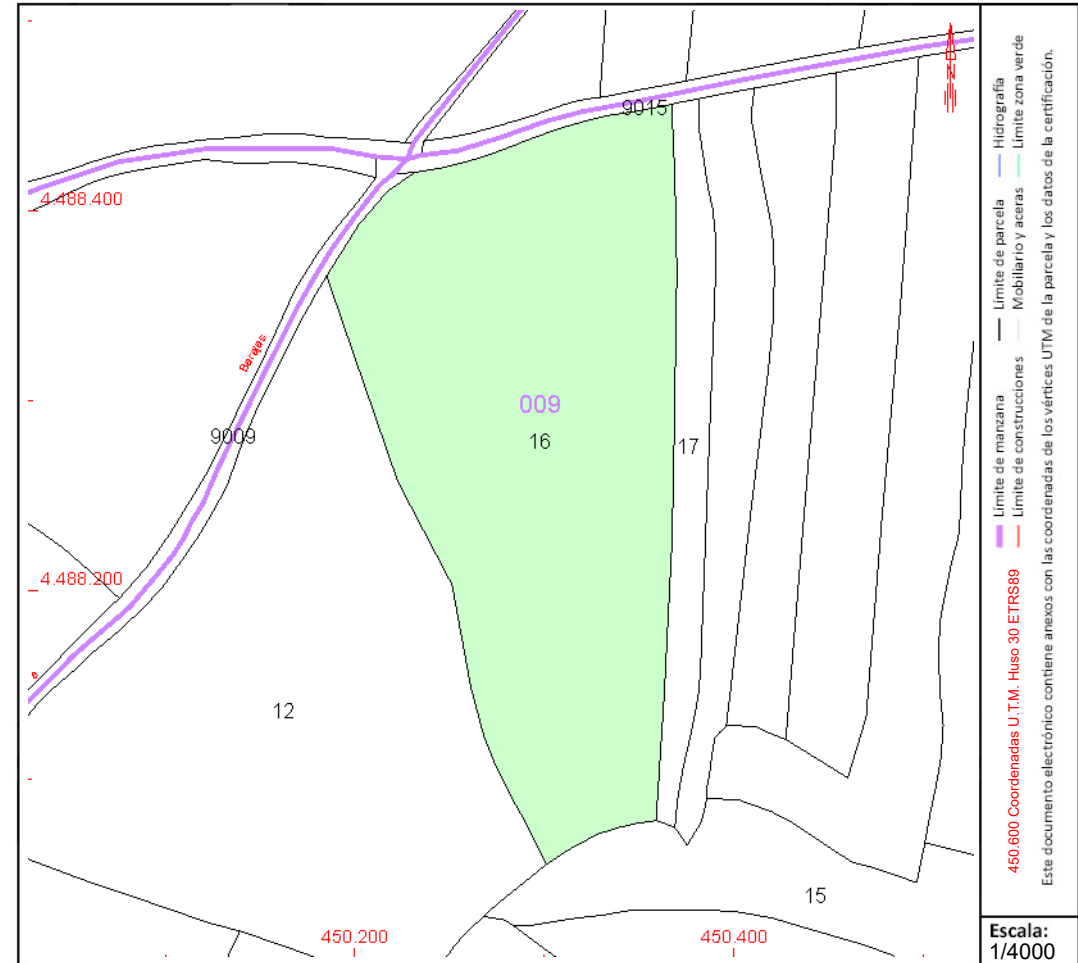 9015
4.488.400
Barajas
009
16
17
9009
4.488.200
12
15
450.200
450.400
N
Límite de manzana
Límite de parcela
Hidrografía
450.600 Coordenadas U.T.M. Huso 30 ETRS89
Límite de construcciones
Mobiliario y aceras
Límite zona verde
Este documento electrónico contiene anexos con las coordenadas de los vértices UTM de la parcela y los datos de la certificación.
Escala:
1/4000